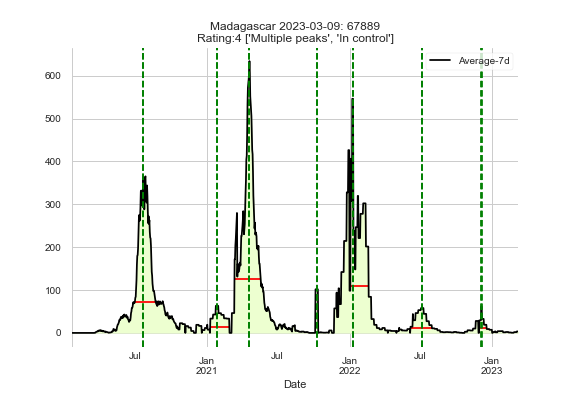 Madagascar 2023-03-09: 67889
Rating:4 ['Multiple peaks', 'In control']
Average-7d
600
500
400
300
200
100
0
Jul
Jan
2021
Jul
Jan
2022
Jul
Jan
2023
Date